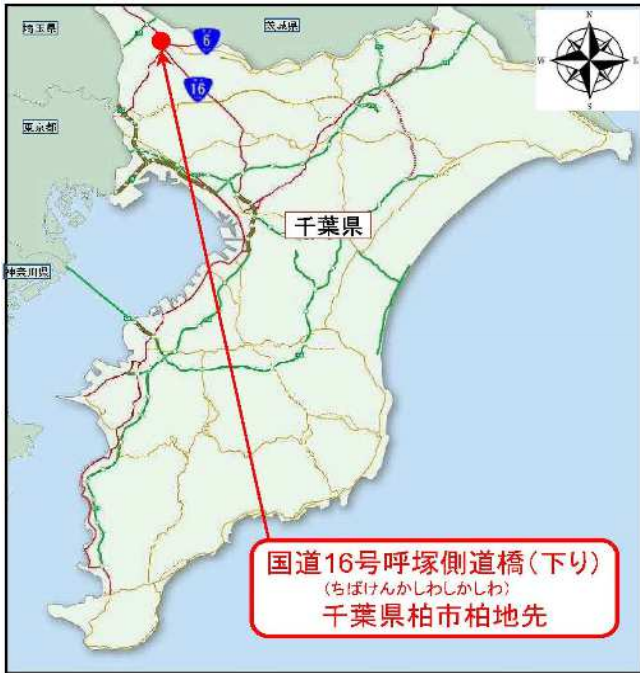 埼玉県
茨城県
6
N
W
E
S
16
東京都
千葉県
神奈川県
国道16号呼塚側道橋(下り)
(ちばけんかしわしかしわ)
千葉県柏市柏地先